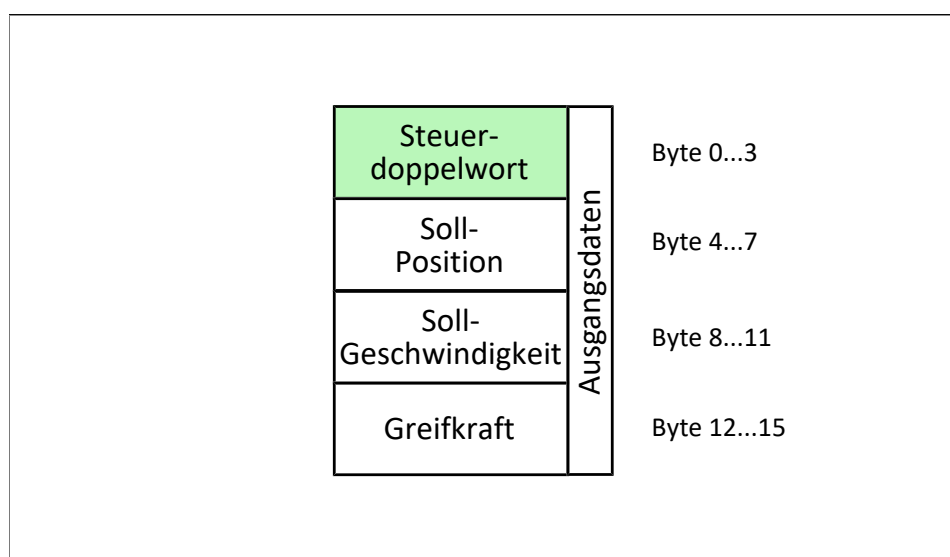 Steuer-
doppelwort
Byte 0...3
Soll-
Position
Byte 4...7
Soll-
Geschwindigkeit
Byte 8...11
Greifkraft
Byte 12...15
Ausgangsdaten